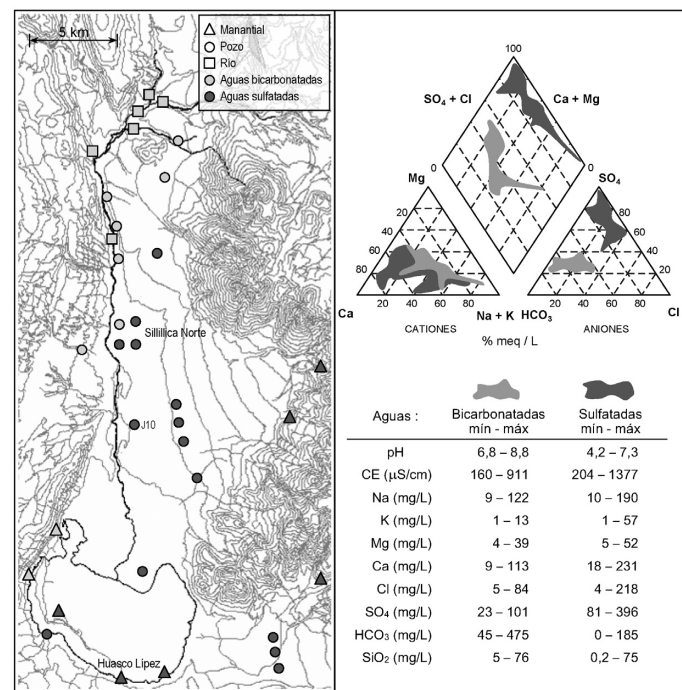 5 km
Manantial
Pozo
Río
Aguas bicarbonatadas
Aguas sulfatadas
Sillillica Norte
J10
Huasco Lipez
100
SO₄ + Cl
Ca + Mg
0
0
Mg
SO₄
20
40
60
80
80
60
40
20
20 40 60 80
20 40 60 80
Ca
Na + K
HCO₃
Cl
CATIONES
ANIONES
% meq / L
Aguas : Bicarbonatadas Sulfatadas
mín - máx mín - máx
pH 6,8 – 8,8 4,2 – 7,3
CE (µS/cm) 160 – 911 204 – 1377
Na (mg/L) 9 – 122 10 – 190
K (mg/L) 1 – 13 1 – 57
Mg (mg/L) 4 – 39 5 – 52
Ca (mg/L) 9 – 113 18 – 231
Cl (mg/L) 5 – 84 4 – 218
SO₄ (mg/L) 23 – 101 81 – 396
HCO₃ (mg/L) 45 – 475 0 – 185
SiO₂ (mg/L) 5 – 76 0,2 – 75